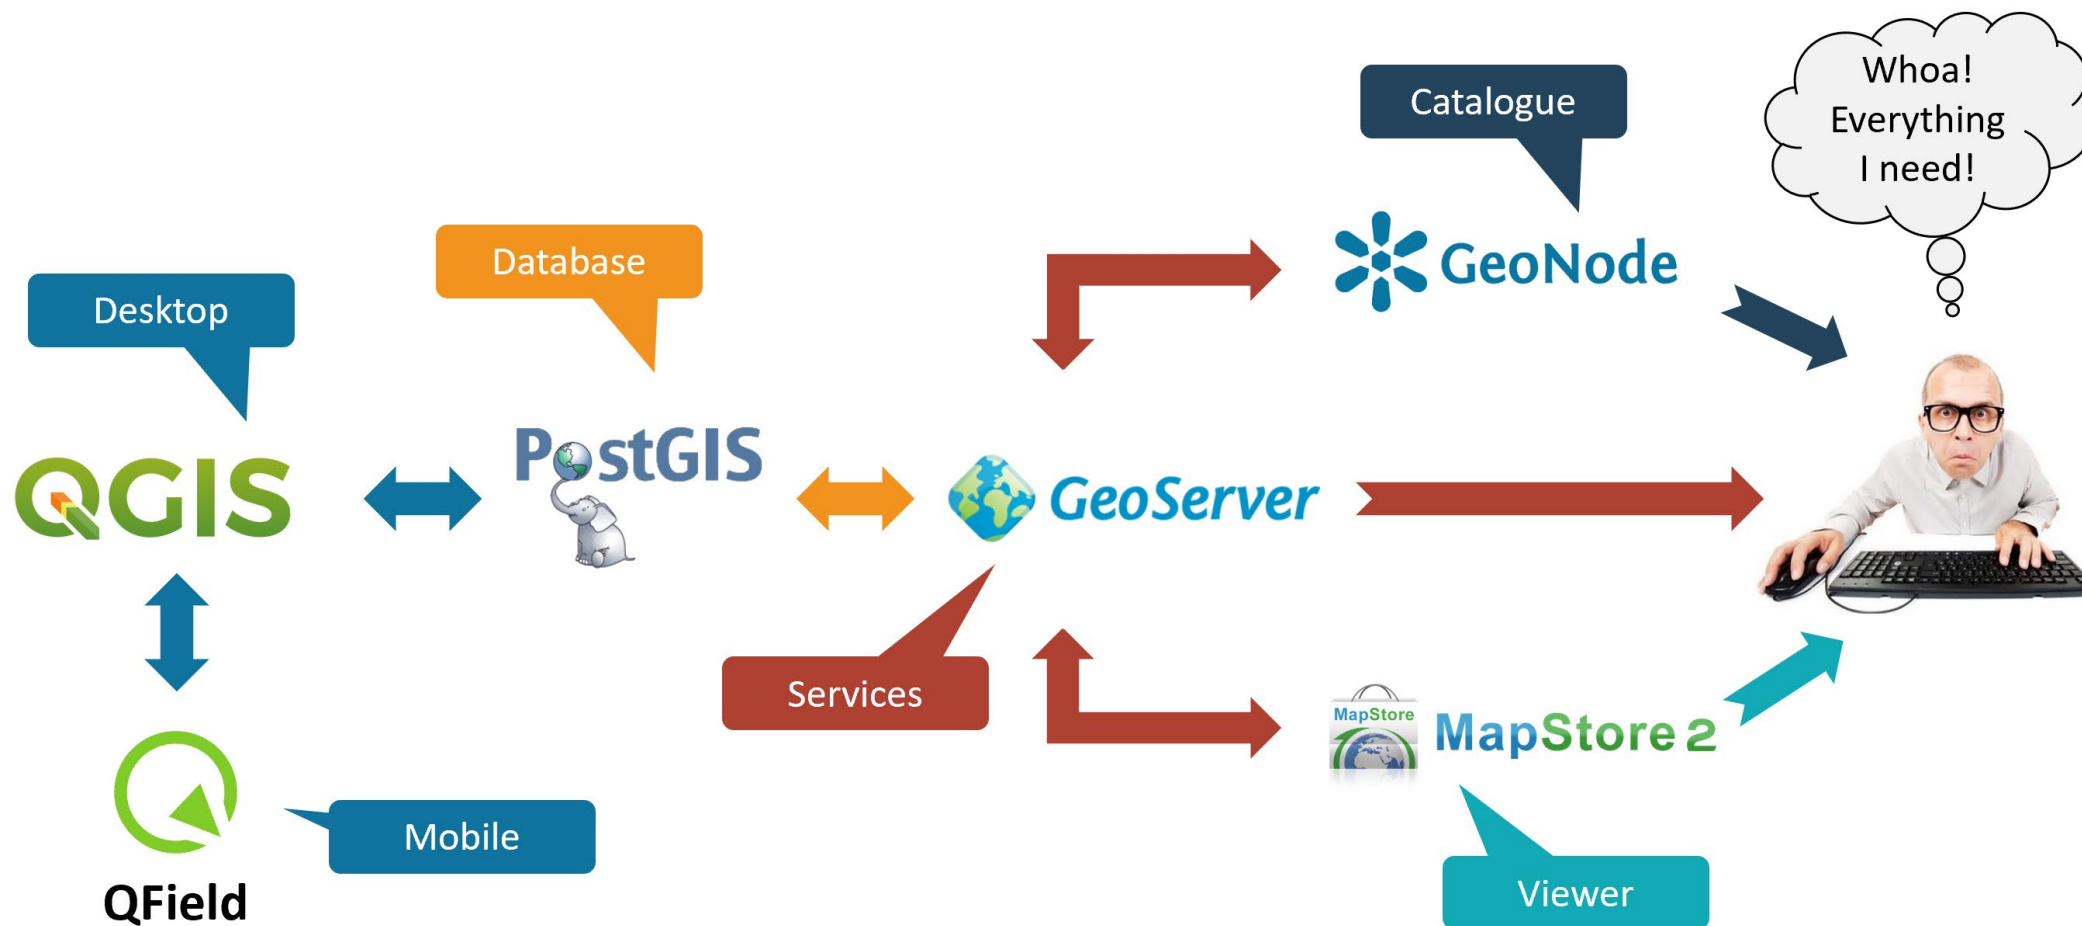 Whoa!
Everything
I need!
Catalogue
GeoNode
Database
Desktop
QGIS
PostGIS
GeoServer
Services
MapStore
MapStore 2
Mobile
QField
Viewer